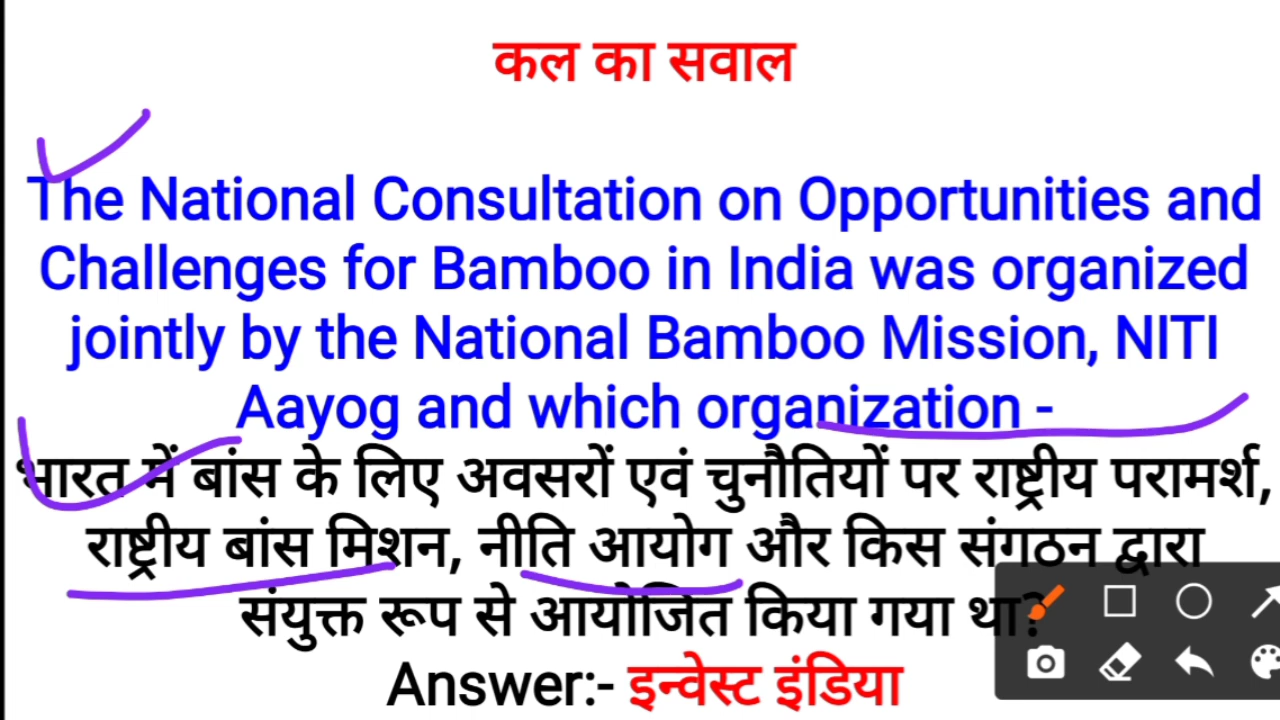 कल का सवाल
The National Consultation on Opportunities and
Challenges for Bamboo in India was organized
jointly by the National Bamboo Mission, NITI
Aayog and which organization -
भारत में बांस के लिए अवसरों एवं चुनौतियों पर राष्ट्रीय परामर्श,
राष्ट्रीय बांस मिशन, नीति आयोग और किस संगठन द्वारा
संयुक्त रूप से आयोजित किया गया था?
Answer:- इन्वेस्ट इंडिया